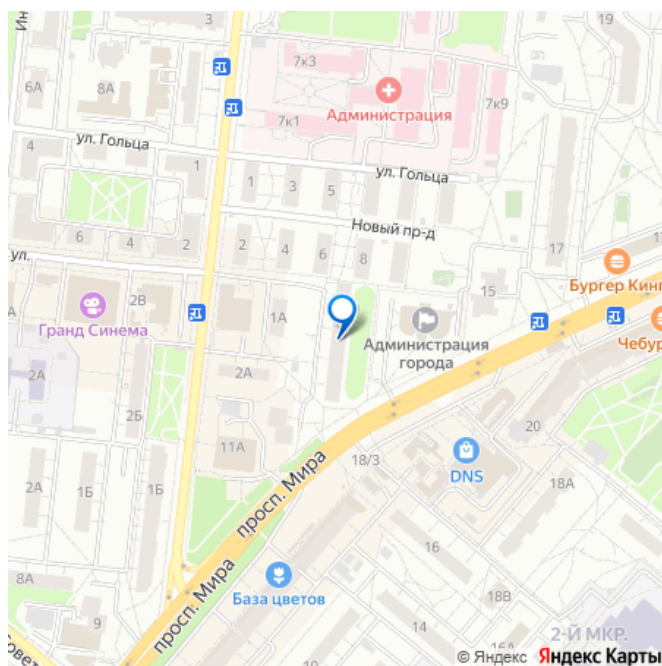 Ин
3
19
6А
8А
7к3
Администрация
7к9
7к1
ул. Гольца
4
1
ул. Гольца
1
3
5
Новый пр-д
6
4
2
2
4
6
8
17
ул.
15
Бургер Кинг
Гранд Синема
2В
1А
Администрация
города
Чебур
2А
2А
2Б
11А
20
18/3
DNS
18А
2А
1Б
1Б
просп. Мира
16
8А
просп. Мира
База цветов
18В
9
2-Й МКР.
Совет
16А
© Яндекс Яндекс Карты